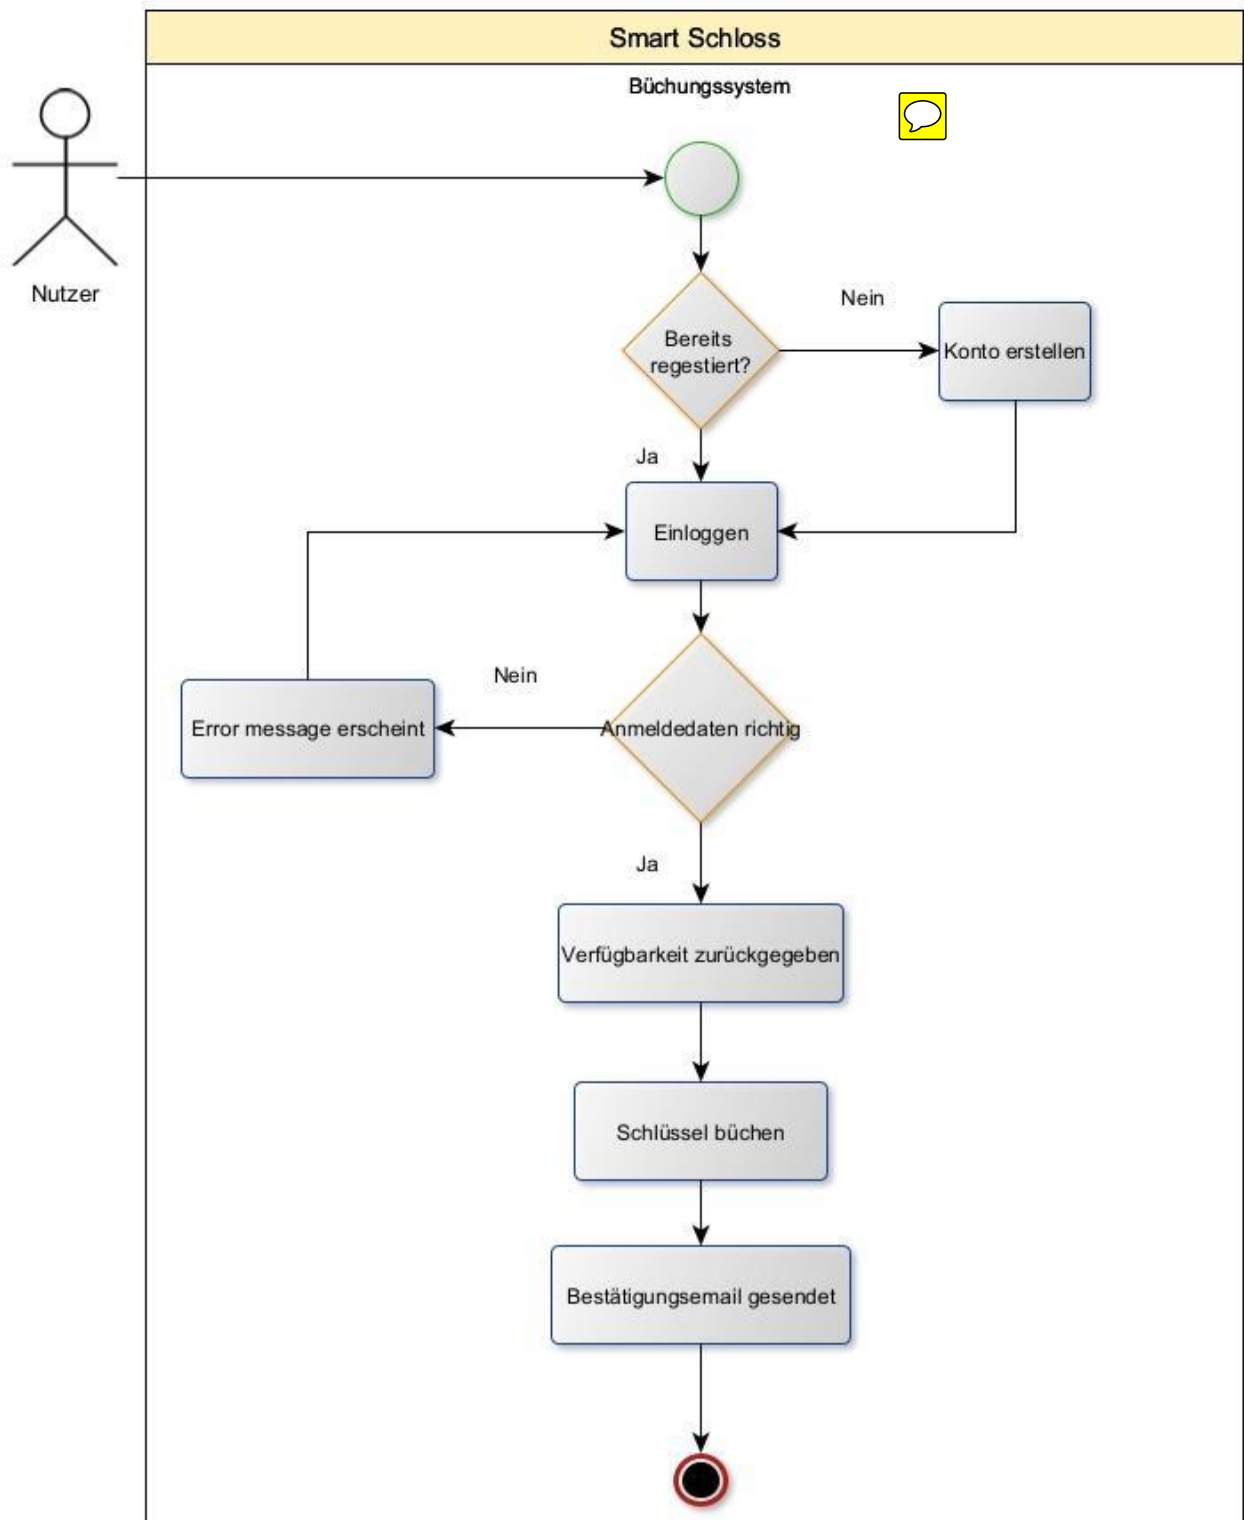 Smart Schloss
Büchungssystem
Nutzer
Nein
Bereits
regestiert?
Konto erstellen
Ja
Einloggen
Nein
Error message erscheint
Anmeldedaten richtig
Ja
Verfügbarkeit zurückgegeben
Schlüssel büchen
Bestätigungsemail gesendet